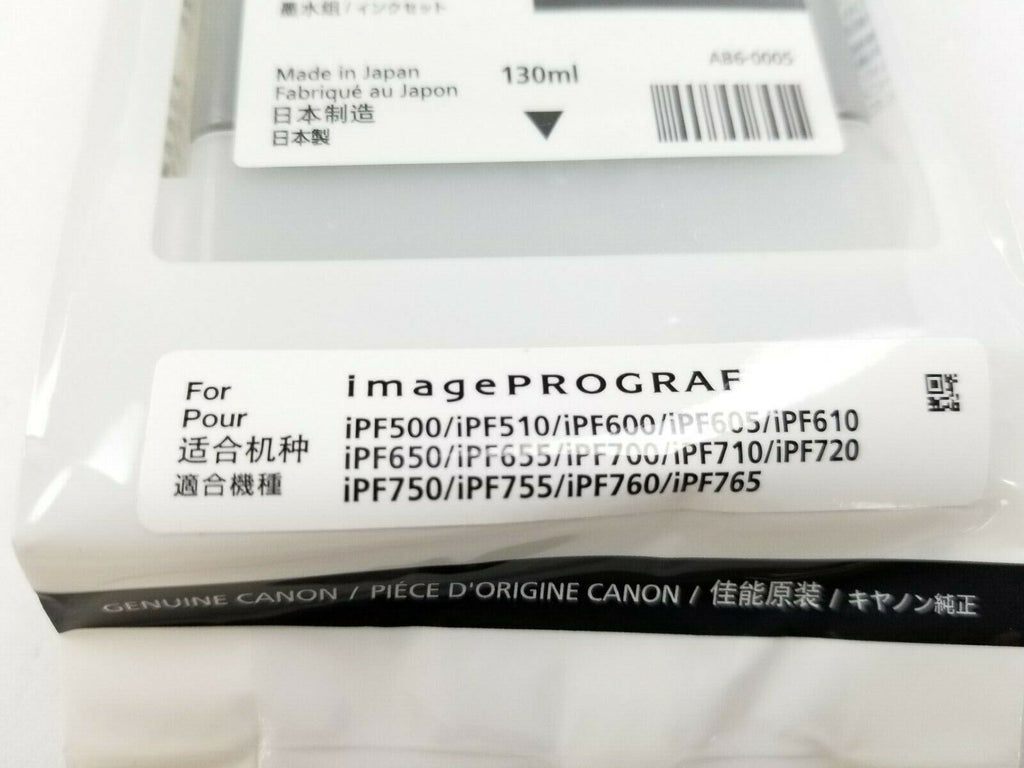 墨水组 / インクセット
Made in Japan
Fabriqué au Japon
日本制造
日本製
130ml
AB6-0005
For
Pour
适合机种
適合機種
imagePROGRAF
iPF500/iPF510/iPF600/iPF605/iPF610
iPF650/iPF655/iPF700/iPF710/iPF720
iPF750/iPF755/iPF760/iPF765
GENUINE CANON / PIÉCE D'ORIGINE CANON / 佳能原装 / キヤノン純正